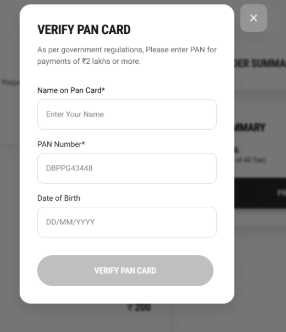 VERIFY PAN CARD
As per government regulations, Please enter PAN for
payments of ₹2 lakhs or more.
Name on Pan Card*
Enter Your Name
PAN Number*
DBPPG43448
Date of Birth
DD/MM/YYYY
VERIFY PAN CARD
DER SUMMA
MMARY
of All Tax)
₹200